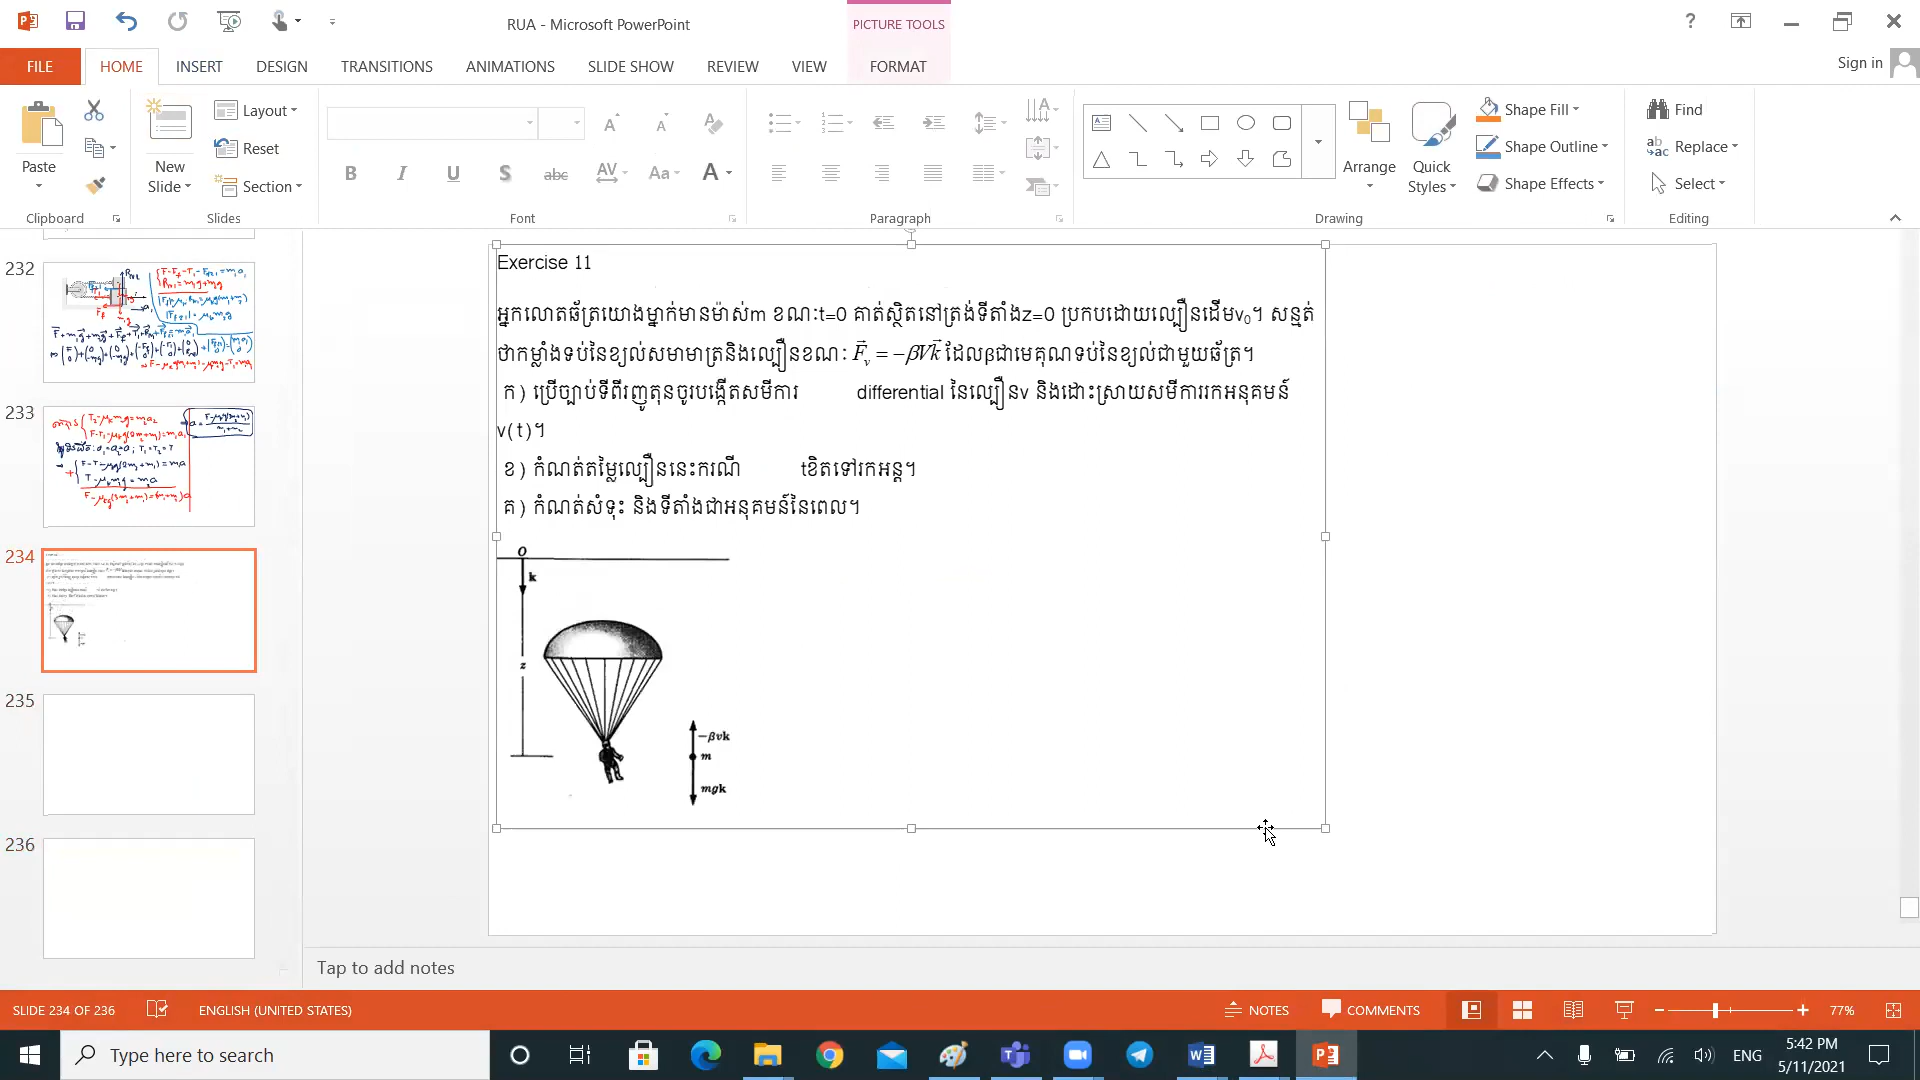 RUA - Microsoft PowerPoint
PICTURE TOOLS
?
FILE HOME INSERT DESIGN TRANSITIONS ANIMATIONS SLIDE SHOW REVIEW VIEW FORMAT
Sign in
Paste
New Slide
Layout
Reset
Section
B I U S abc AV Aa A
Arrange
Quick Styles
Shape Fill
Shape Outline
Shape Effects
Find
Replace
Select
Clipboard Slides Font Paragraph Drawing Editing
232
233
234
235
236
Exercise 11
អ្នកលោតឆ័ត្រយោងម្នាក់មានម៉ាស់m ខណៈt=0 គាត់ស្ថិតនៅត្រង់ទីតាំងz=0 ប្រកបដោយល្បឿនដើមv₀។ សន្មត់
ថាកម្លាំងទប់នៃខ្យល់សមាមាត្រនិងល្បឿនខណៈ F⃗ᵥ = −βVk⃗ ដែលβជាមេគុណទប់នៃខ្យល់ជាមួយឆ័ត្រ។
ក) ប្រើច្បាប់ទីពីរញូតុនចូរបង្កើតសមីការ differential នៃល្បឿនv និងដោះស្រាយសមីការរកអនុគមន៍
v(t)។
ខ) កំណត់តម្លៃល្បឿននេះករណី tខិតទៅរកអនន្ត។
គ) កំណត់សំទុះ និងទីតាំងជាអនុគមន៍នៃពេល។
O
k
z
−βvk
m
mgk
Tap to add notes
SLIDE 234 OF 236 ENGLISH (UNITED STATES) NOTES COMMENTS 77%
Type here to search
ENG
5:42 PM
5/11/2021